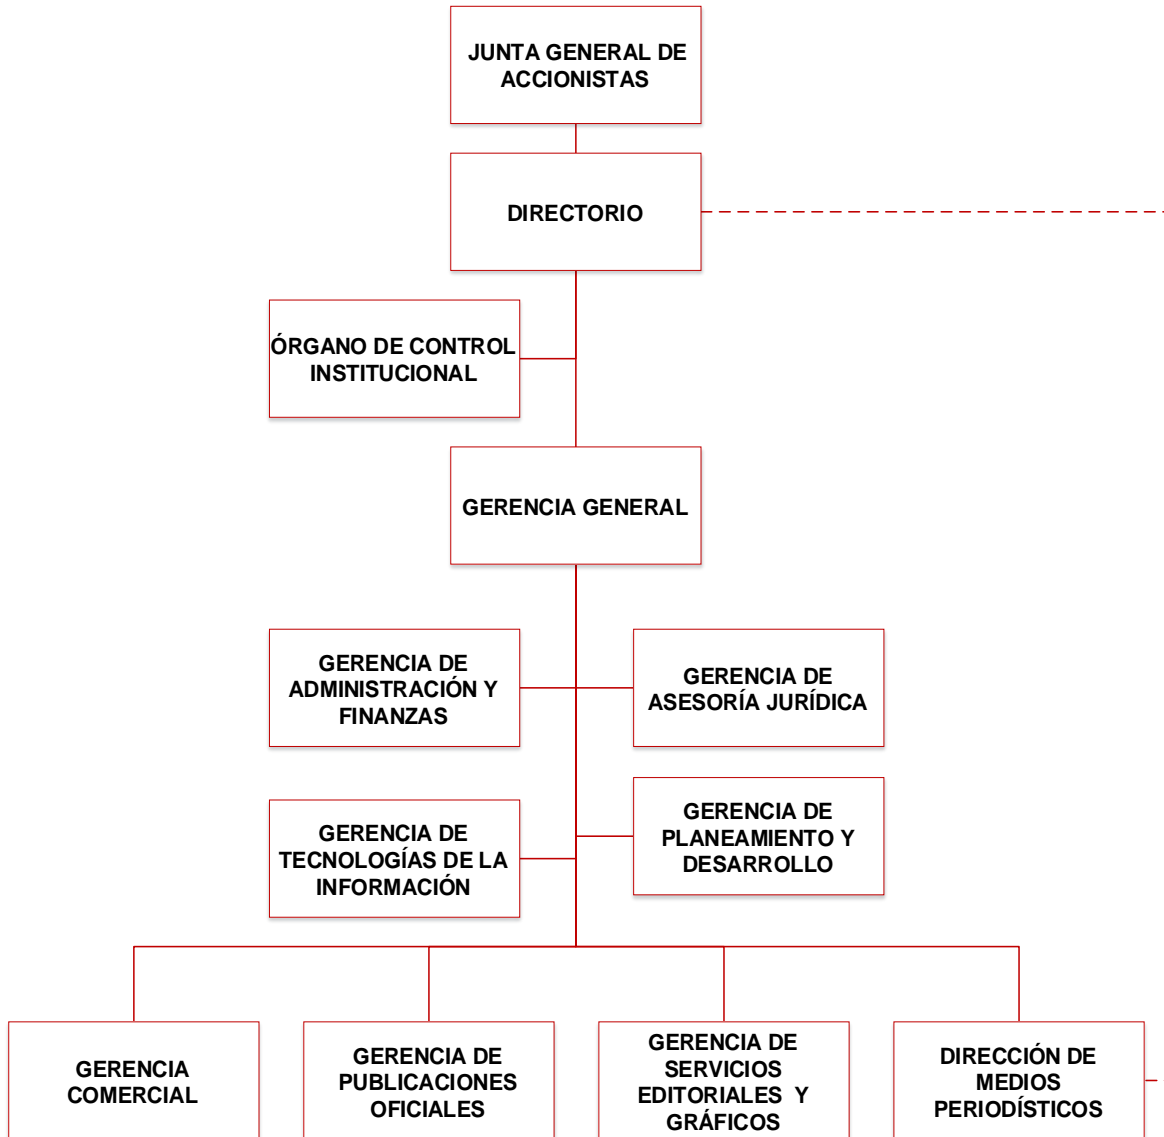 JUNTA GENERAL DE
ACCIONISTAS
DIRECTORIO
ÓRGANO DE CONTROL
INSTITUCIONAL
GERENCIA GENERAL
GERENCIA DE
ADMINISTRACIÓN Y
FINANZAS
GERENCIA DE
ASESORÍA JURÍDICA
GERENCIA DE
TECNOLOGÍAS DE LA
INFORMACIÓN
GERENCIA DE
PLANEAMIENTO Y
DESARROLLO
GERENCIA
COMERCIAL
GERENCIA DE
PUBLICACIONES
OFICIALES
GERENCIA DE
SERVICIOS
EDITORIALES Y
GRÁFICOS
DIRECCIÓN DE
MEDIOS
PERIODÍSTICOS